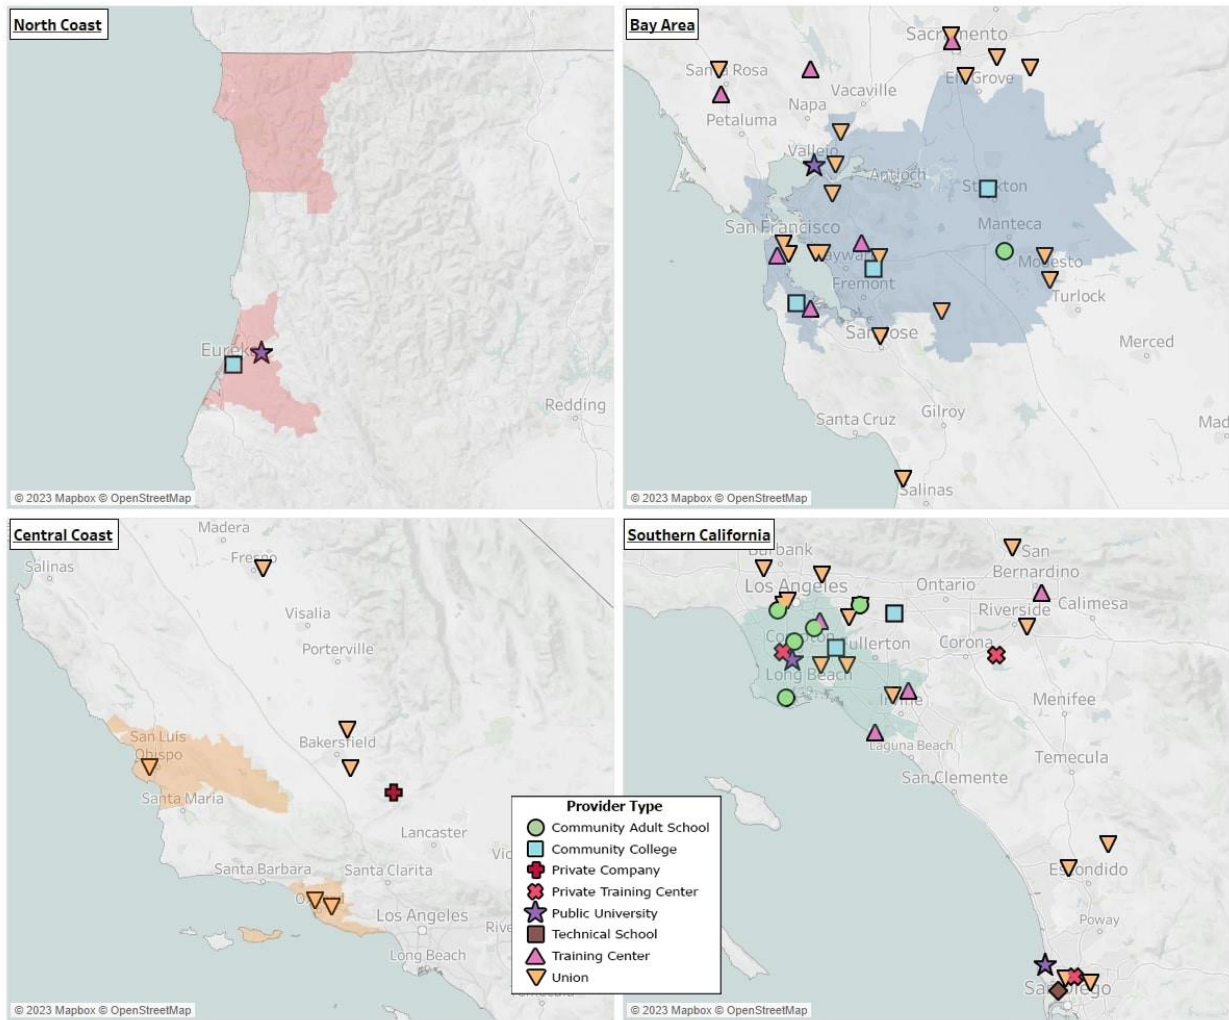 North Coast
Eureka
Redding
© 2023 Mapbox © OpenStreetMap
Bay Area
Sacramento
Santa Rosa
Elk Grove
Vacaville
Napa
Petaluma
Vallejo
Antioch
Stockton
San Francisco
Manteca
Hayward
Modesto
Fremont
Turlock
San Jose
Merced
Santa Cruz
Gilroy
Mad
Salinas
© 2023 Mapbox © OpenStreetMap
Central Coast
Madera
Fresno
Salinas
Visalia
Porterville
San Luis
Obispo
Bakersfield
Santa Maria
Lancaster
Vic
Santa Barbara
Santa Clarita
Los Angeles
Rive
Long Beach
Temecula
© 2023 Mapbox © OpenStreetMap
Southern California
Burbank
San
Bernardino
Los Angeles
Ontario
Riverside
Calimesa
Compton
Fullerton
Corona
Long Beach
Irvine
Menifee
Laguna Beach
Temecula
San Clemente
Escondido
Poway
San Diego
© 2023 Mapbox © OpenStreetMap
Provider Type
Community Adult School
Community College
Private Company
Private Training Center
Public University
Technical School
Training Center
Union